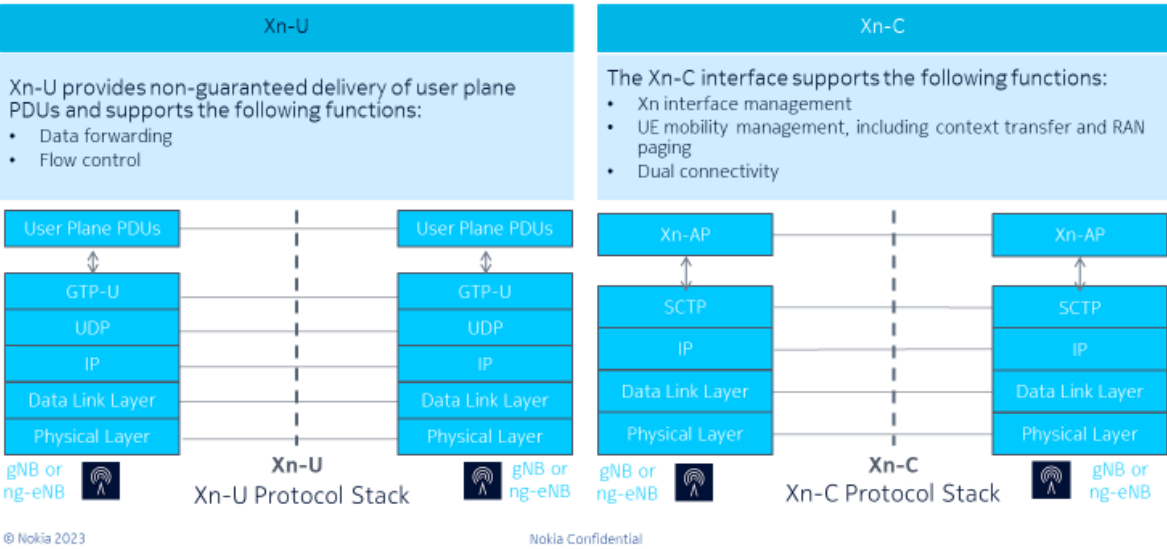 Xn-U
Xn-U provides non-guaranteed delivery of user plane
PDUs and supports the following functions:
• Data forwarding
• Flow control
User Plane PDUs
User Plane PDUs
GTP-U
GTP-U
UDP
UDP
IP
IP
Data Link Layer
Data Link Layer
Physical Layer
Physical Layer
gNB or
ng-eNB
Xn-U
gNB or
ng-eNB
Xn-U Protocol Stack
Xn-C
The Xn-C interface supports the following functions:
• Xn interface management
• UE mobility management, including context transfer and RAN
paging
• Dual connectivity
Xn-AP
Xn-AP
SCTP
SCTP
IP
IP
Data Link Layer
Data Link Layer
Physical Layer
Physical Layer
gNB or
ng-eNB
Xn-C
gNB or
ng-eNB
Xn-C Protocol Stack
© Nokia 2023
Nokia Confidential